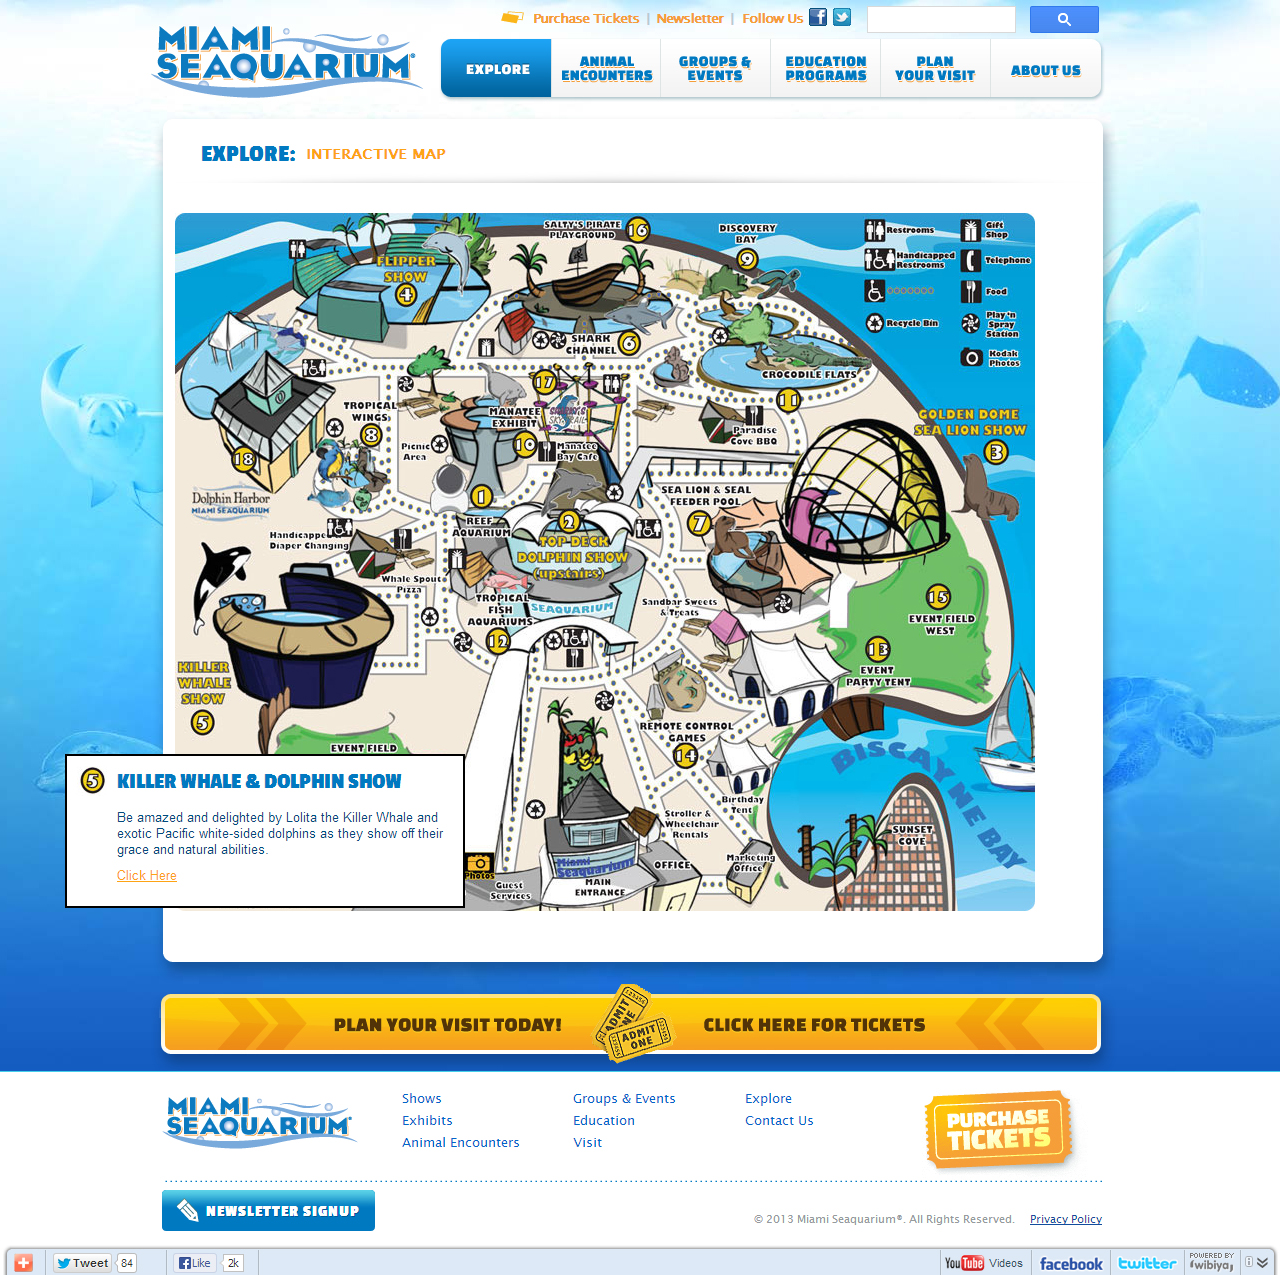 Purchase Tickets | Newsletter | Follow Us
MIAMI
SEAQUARIUM®
EXPLORE
ANIMAL
ENCOUNTERS
GROUPS &
EVENTS
EDUCATION
PROGRAMS
PLAN
YOUR VISIT
ABOUT US
EXPLORE: INTERACTIVE MAP
SALTY'S PIRATE
PLAYGROUND
16
DISCOVERY
BAY
9
Restrooms
Gift
Shop
Handicapped
Restrooms
Telephone
Food
Recycle Bin
Play 'n
Spray
Station
Kodak
Photos
FLIPPER
SHOW
4
SHARK
CHANNEL
6
CROCODILE FLATS
11
17
TROPICAL
WINGS
8
MANATEE
EXHIBIT
10
Picnic
Area
Manatee
Bay Cafe
Paradise
Cove BBQ
GOLDEN DOME
SEA LION SHOW
3
18
Dolphin Harbor
MIAMI SEAQUARIUM
1
REEF
AQUARIUM
SEA LION & SEAL
FEEDER POOL
7
2
TOP-DECK
DOLPHIN SHOW
(upstairs)
Handicapped
Diaper Changing
Whale Spout
Pizza
TROPICAL
FISH
AQUARIUMS
12
SEAQUARIUM
Sandbar Sweets
& Treats
15
EVENT FIELD
WEST
13
EVENT
PARTY TENT
KILLER
WHALE
SHOW
5
EVENT FIELD
REMOTE CONTROL
GAMES
14
BISCAYNE BAY
Birthday
Tent
Stroller &
Wheelchair
Rentals
SUNSET
COVE
Marketing
Office
OFFICE
Miami
Seaquarium
MAIN
ENTRANCE
Photos
Guest
Services
5 KILLER WHALE & DOLPHIN SHOW
Be amazed and delighted by Lolita the Killer Whale and
exotic Pacific white-sided dolphins as they show off their
grace and natural abilities.
Click Here
PLAN YOUR VISIT TODAY!
ADMIT
ONE
ADMIT
ONE
CLICK HERE FOR TICKETS
MIAMI
SEAQUARIUM®
Shows
Exhibits
Animal Encounters
Groups & Events
Education
Visit
Explore
Contact Us
PURCHASE
TICKETS
NEWSLETTER SIGNUP
© 2013 Miami Seaquarium®. All Rights Reserved. Privacy Policy
Tweet 84
Like 2k
YouTube Videos
facebook
twitter
POWERED BY
wibiya